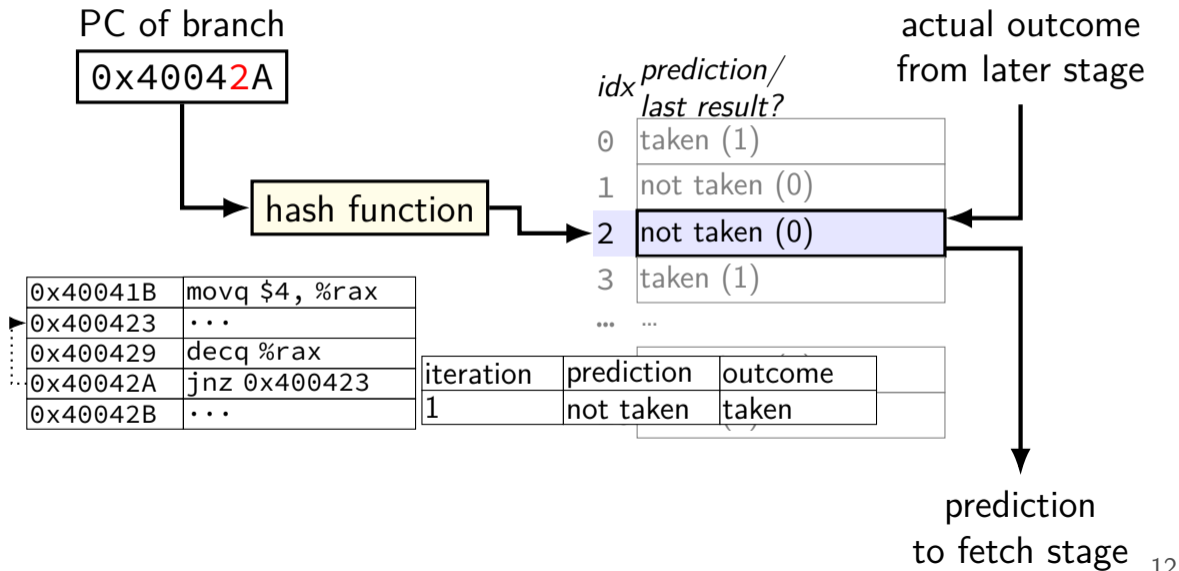 PC of branch
0x40042A
actual outcome
from later stage
idx prediction/
last result?
0 taken (1)
1 not taken (0)
hash function
2 not taken (0)
3 taken (1)
... ...
0x40041B movq $4, %rax
0x400423 ...
0x400429 decq %rax
0x40042A jnz 0x400423
0x40042B ...
iteration prediction outcome
1 not taken taken
prediction
to fetch stage
12